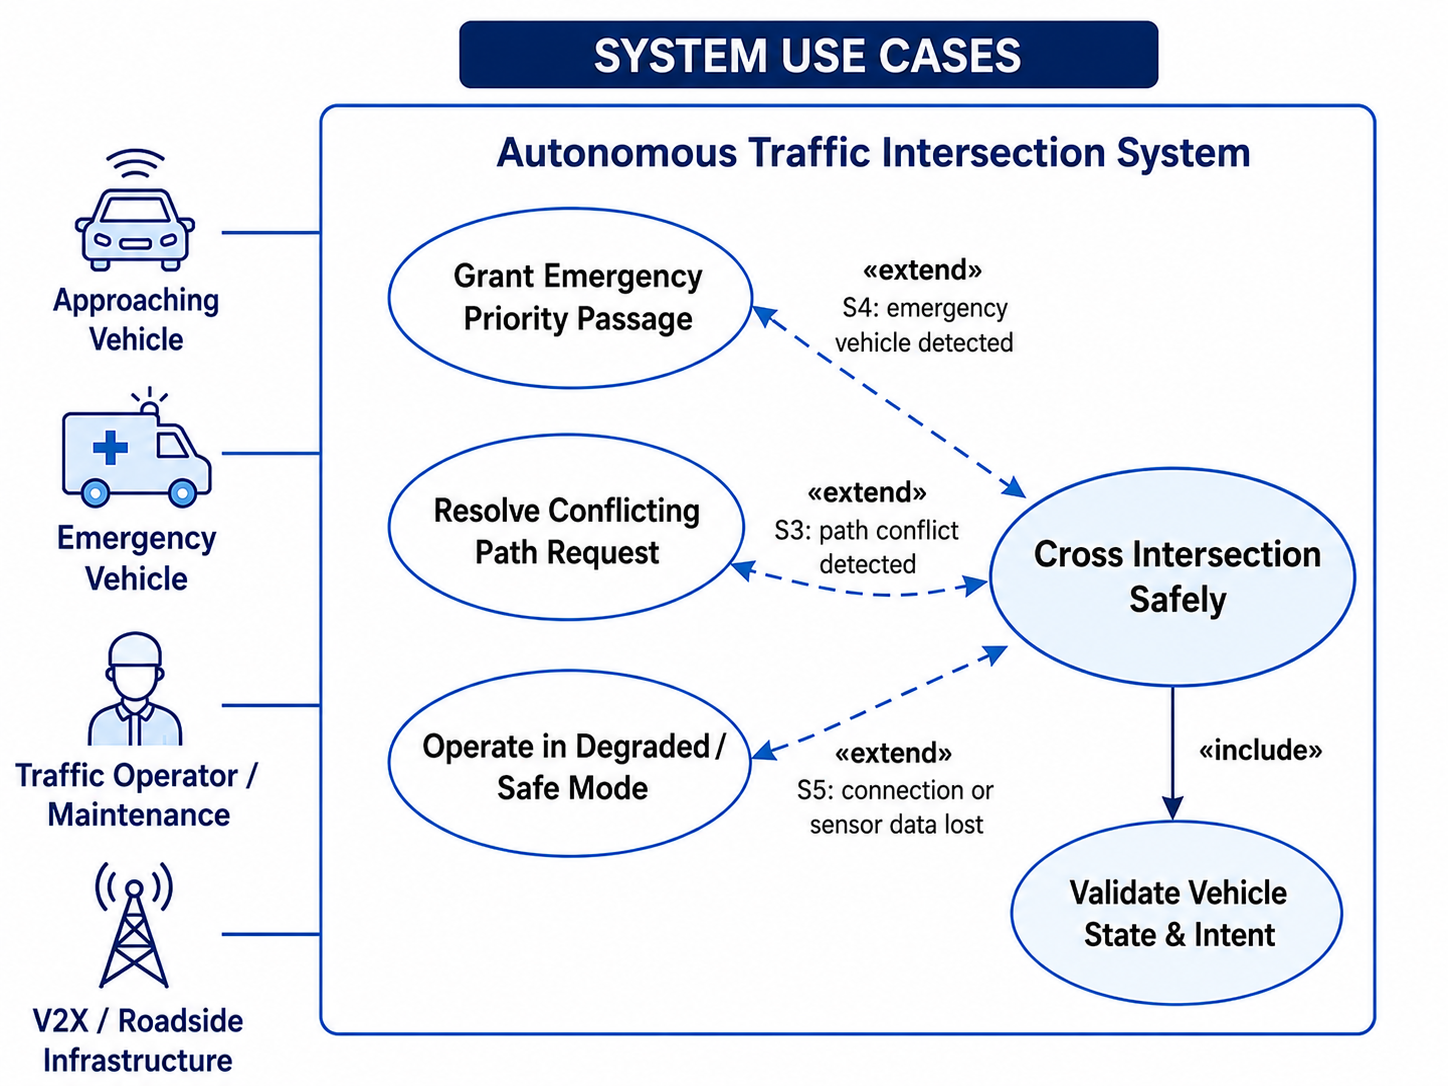 SYSTEM USE CASES
Autonomous Traffic Intersection System
Approaching
Vehicle
Emergency
Vehicle
Traffic Operator /
Maintenance
V2X / Roadside
Infrastructure
Grant Emergency
Priority Passage
«extend»
S4: emergency
vehicle detected
Resolve Conflicting
Path Request
«extend»
S3: path conflict
detected
Cross Intersection
Safely
Operate in Degraded /
Safe Mode
«extend»
S5: connection or
sensor data lost
«include»
Validate Vehicle
State & Intent